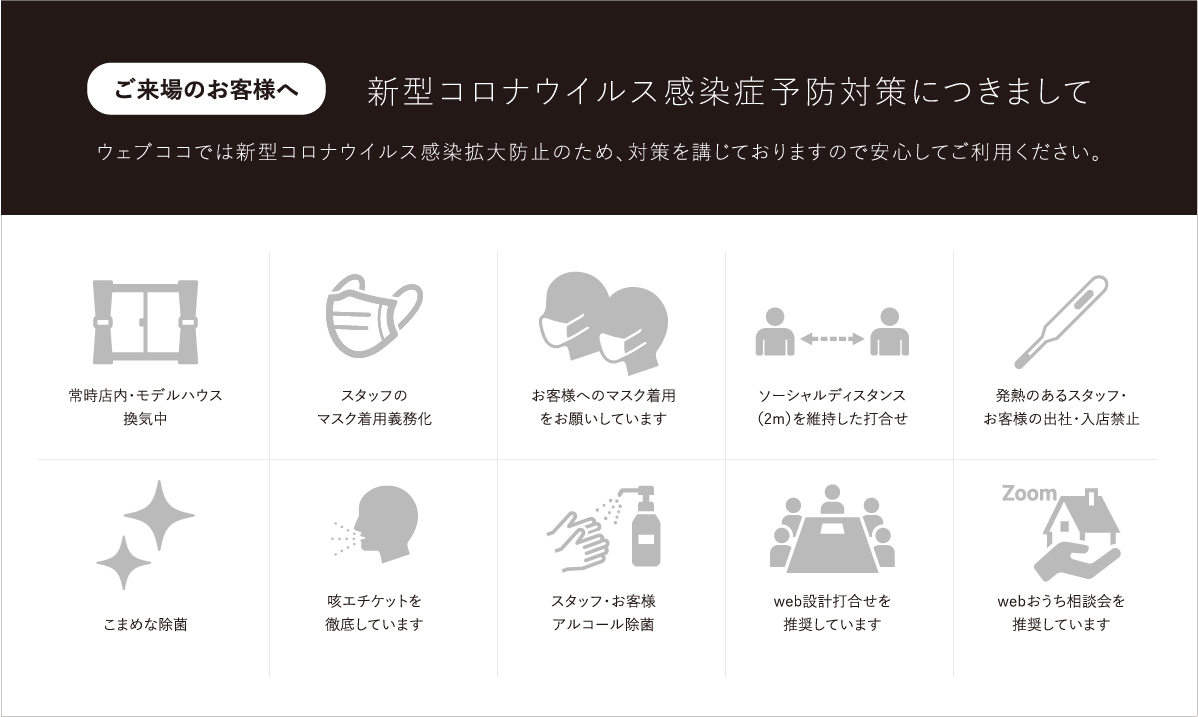 ご来場のお客様へ
新型コロナウイルス感染症予防対策につきまして
ウェブココでは新型コロナウイルス感染拡大防止のため、対策を講じておりますので安心してご利用ください。
常時店内・モデルハウス
換気中
スタッフの
マスク着用義務化
お客様へのマスク着用
をお願いしています
ソーシャルディスタンス
（2m）を維持した打合せ
発熱のあるスタッフ・
お客様の出社・入店禁止
こまめな除菌
咳エチケットを
徹底しています
スタッフ・お客様
アルコール除菌
web設計打合せを
推奨しています
Zoom
webおうち相談会を
推奨しています